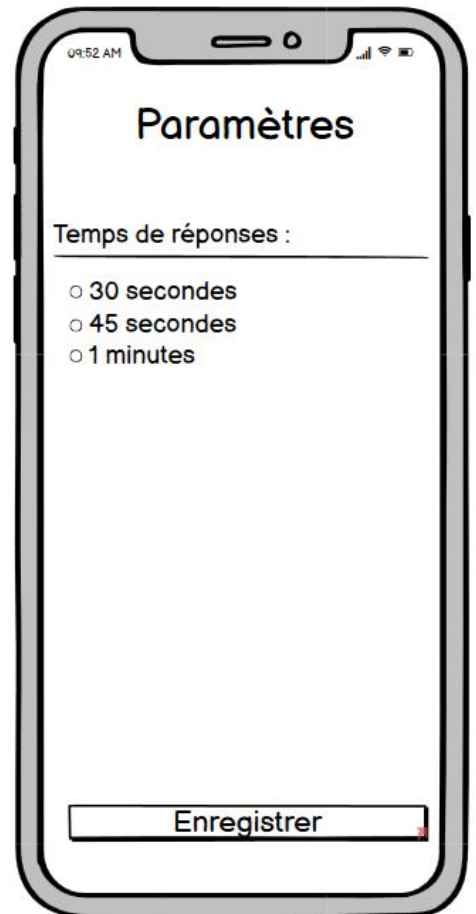 09:52 AM
Paramètres
Temps de réponses :
30 secondes
45 secondes
1 minutes
Enregistrer